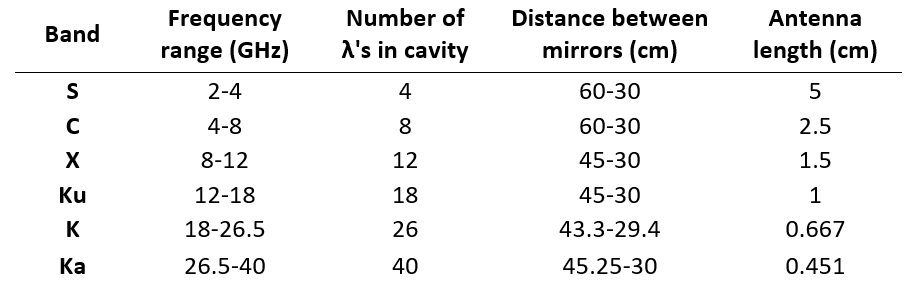 Band Frequency range (GHz) Number of λ's in cavity Distance between mirrors (cm) Antenna length (cm)
S 2-4 4 60-30 5
C 4-8 8 60-30 2.5
X 8-12 12 45-30 1.5
Ku 12-18 18 45-30 1
K 18-26.5 26 43.3-29.4 0.667
Ka 26.5-40 40 45.25-30 0.451